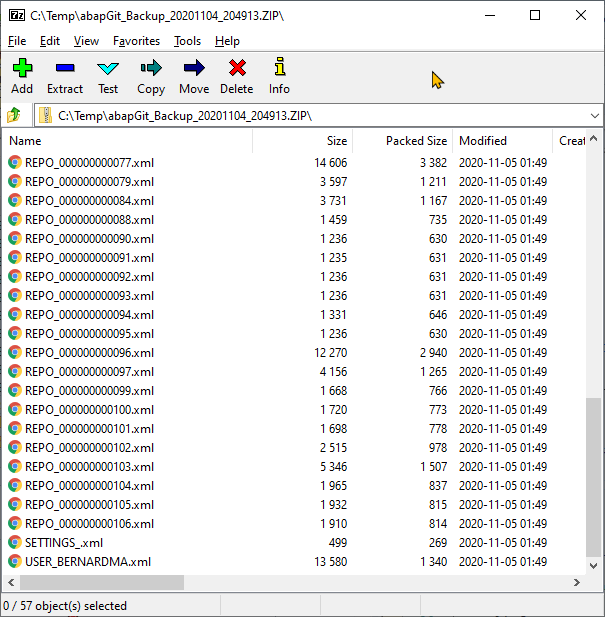 C:\Temp\abapGit_Backup_20201104_204913.ZIP\
File Edit View Favorites Tools Help
Add Extract Test Copy Move Delete Info
C:\Temp\abapGit_Backup_20201104_204913.ZIP\
Name Size Packed Size Modified Creat
REPO_000000000077.xml 14 606 3 382 2020-11-05 01:49
REPO_000000000079.xml 3 597 1 211 2020-11-05 01:49
REPO_000000000084.xml 3 731 1 167 2020-11-05 01:49
REPO_000000000088.xml 1 459 735 2020-11-05 01:49
REPO_000000000090.xml 1 236 630 2020-11-05 01:49
REPO_000000000091.xml 1 235 631 2020-11-05 01:49
REPO_000000000092.xml 1 236 631 2020-11-05 01:49
REPO_000000000093.xml 1 236 631 2020-11-05 01:49
REPO_000000000094.xml 1 331 646 2020-11-05 01:49
REPO_000000000095.xml 1 236 630 2020-11-05 01:49
REPO_000000000096.xml 12 270 2 940 2020-11-05 01:49
REPO_000000000097.xml 4 156 1 265 2020-11-05 01:49
REPO_000000000099.xml 1 668 766 2020-11-05 01:49
REPO_000000000100.xml 1 720 773 2020-11-05 01:49
REPO_000000000101.xml 1 698 778 2020-11-05 01:49
REPO_000000000102.xml 2 515 978 2020-11-05 01:49
REPO_000000000103.xml 5 346 1 507 2020-11-05 01:49
REPO_000000000104.xml 1 965 837 2020-11-05 01:49
REPO_000000000105.xml 1 932 815 2020-11-05 01:49
REPO_000000000106.xml 1 910 814 2020-11-05 01:49
SETTINGS_.xml 499 269 2020-11-05 01:49
USER_BERNARDMA.xml 13 580 1 340 2020-11-05 01:49
0 / 57 object(s) selected